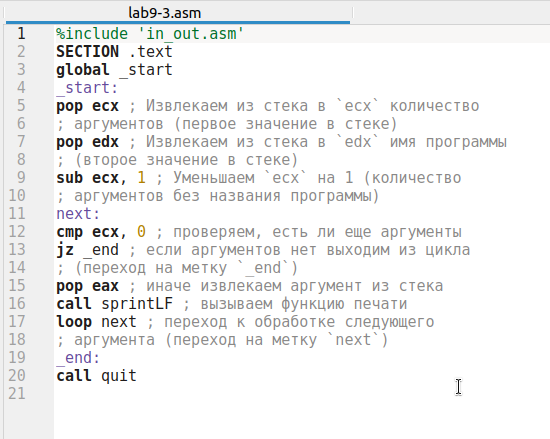 lab9-3.asm
1 %include 'in_out.asm'
2 SECTION .text
3 global _start
4 _start:
5 pop ecx ; Извлекаем из стека в `ecx` количество
6 ; аргументов (первое значение в стеке)
7 pop edx ; Извлекаем из стека в `edx` имя программы
8 ; (второе значение в стеке)
9 sub ecx, 1 ; Уменьшаем `ecx` на 1 (количество
10 ; аргументов без названия программы)
11 next:
12 cmp ecx, 0 ; проверяем, есть ли еще аргументы
13 jz _end ; если аргументов нет выходим из цикла
14 ; (переход на метку `_end`)
15 pop eax ; иначе извлекаем аргумент из стека
16 call sprintLF ; вызываем функцию печати
17 loop next ; переход к обработке следующего
18 ; аргумента (переход на метку `next`)
19 _end:
20 call quit
21